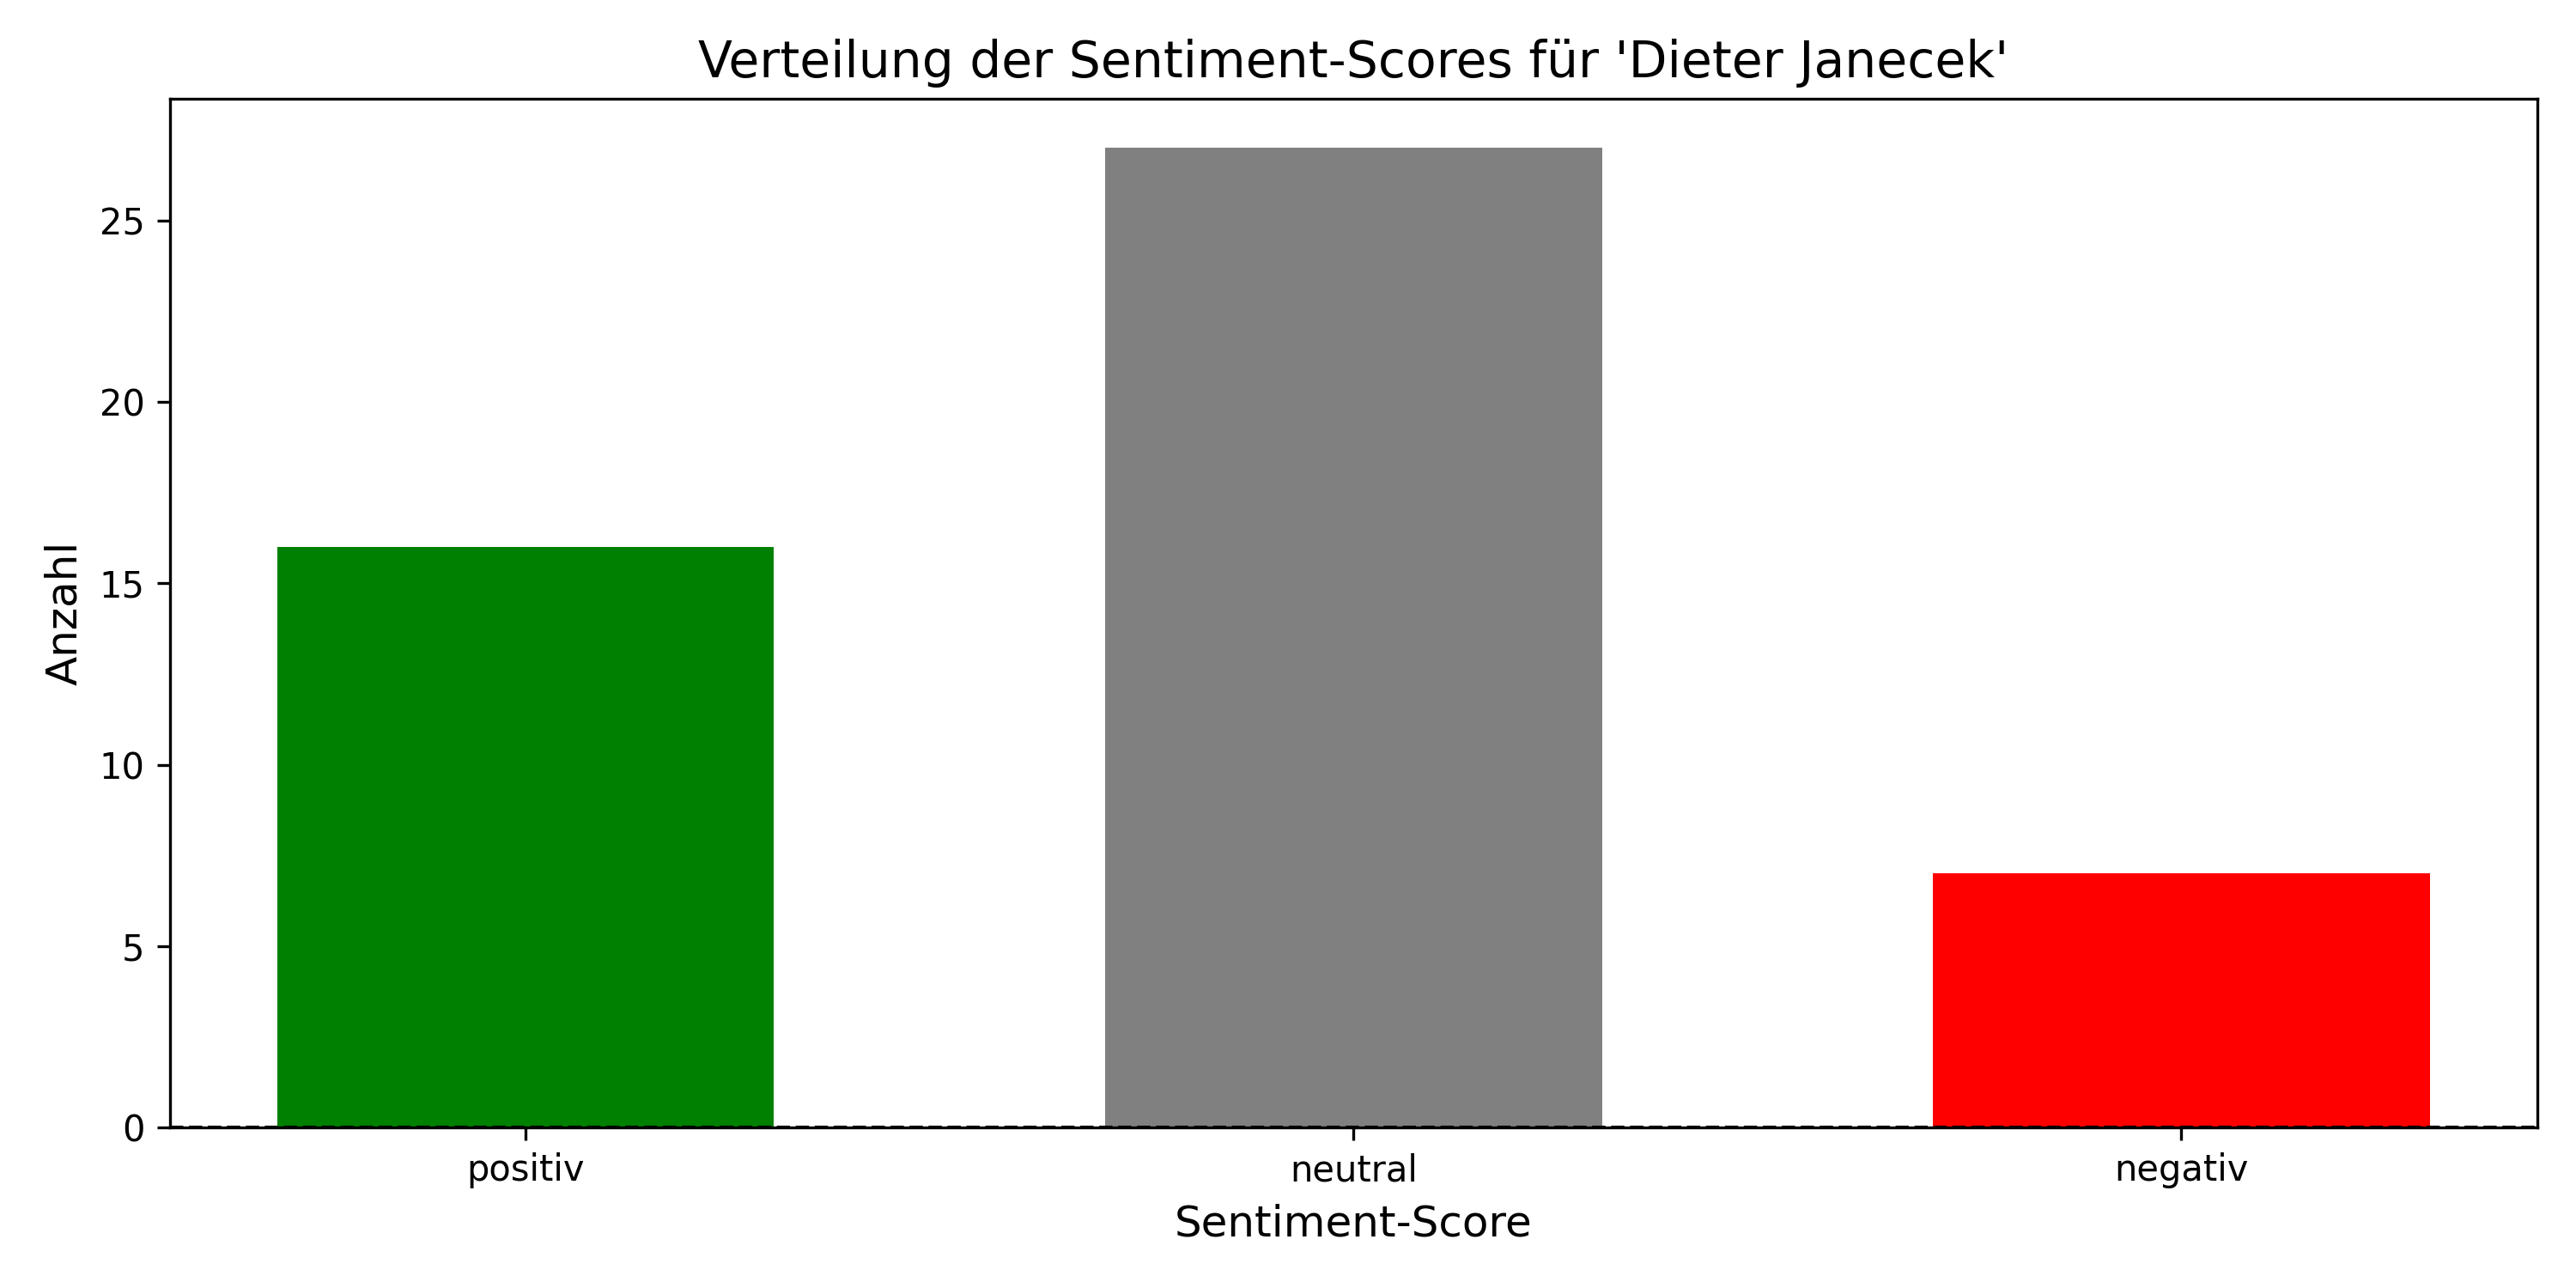 Verteilung der Sentiment-Scores für 'Dieter Janecek'
Anzahl
25
20
15
10
5
0
positiv
neutral
negativ
Sentiment-Score